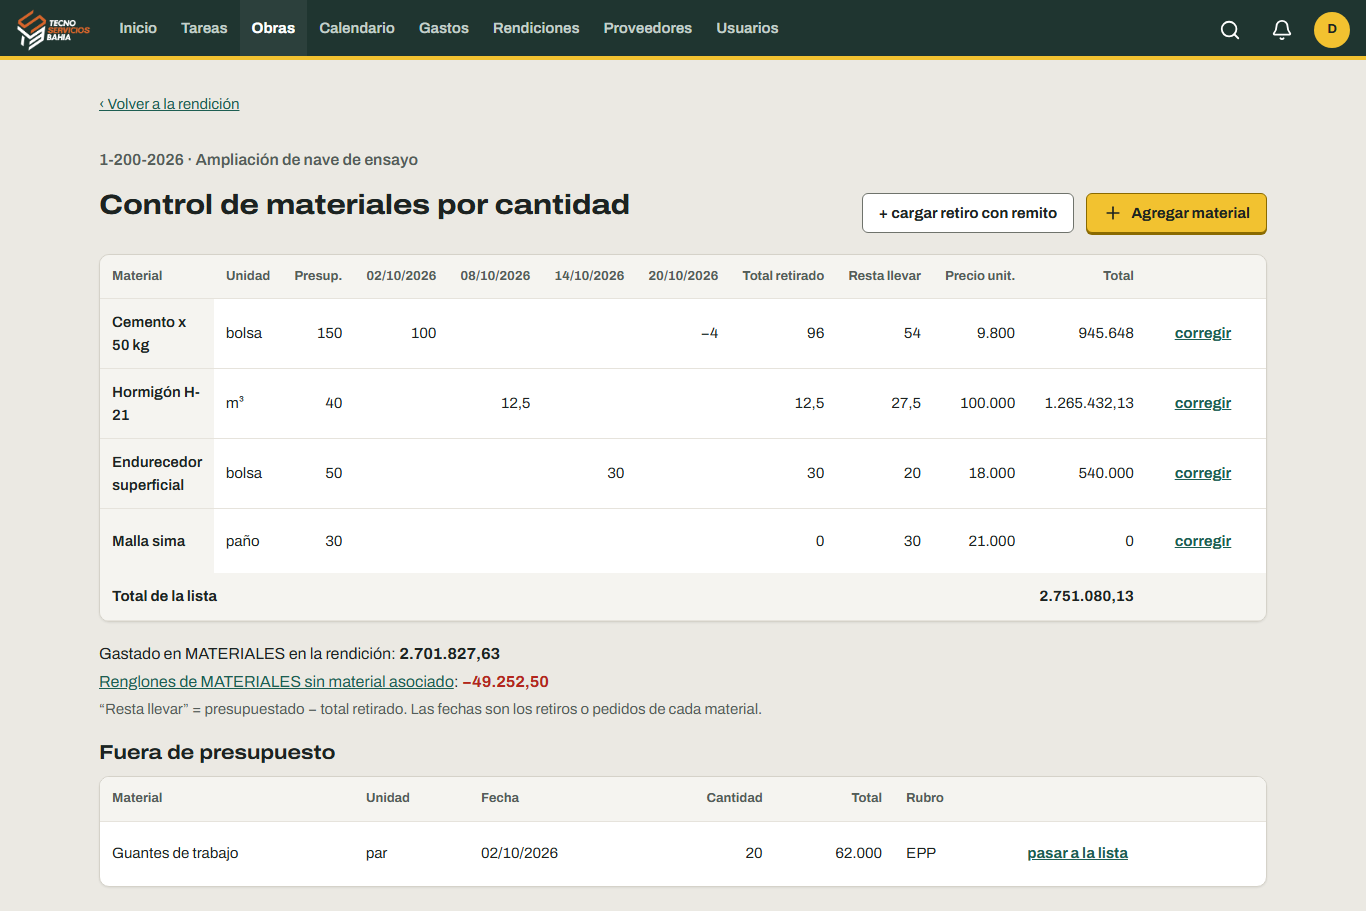 TECNO
SERVICIOS
BAHIA
Inicio Tareas Obras Calendario Gastos Rendiciones Proveedores Usuarios D
‹ Volver a la rendición
1-200-2026 · Ampliación de nave de ensayo
Control de materiales por cantidad
+ cargar retiro con remito
+ Agregar material
Material Unidad Presup. 02/10/2026 08/10/2026 14/10/2026 20/10/2026 Total retirado Resta llevar Precio unit. Total
Cemento x
50 kg
bolsa 150 100 −4 96 54 9.800 945.648 corregir
Hormigón H-
21
m³ 40 12,5 12,5 27,5 100.000 1.265.432,13 corregir
Endurecedor
superficial
bolsa 50 30 30 20 18.000 540.000 corregir
Malla sima paño 30 0 30 21.000 0 corregir
Total de la lista 2.751.080,13
Gastado en MATERIALES en la rendición: 2.701.827,63
Renglones de MATERIALES sin material asociado: −49.252,50
“Resta llevar” = presupuestado − total retirado. Las fechas son los retiros o pedidos de cada material.
Fuera de presupuesto
Material Unidad Fecha Cantidad Total Rubro
Guantes de trabajo par 02/10/2026 20 62.000 EPP pasar a la lista